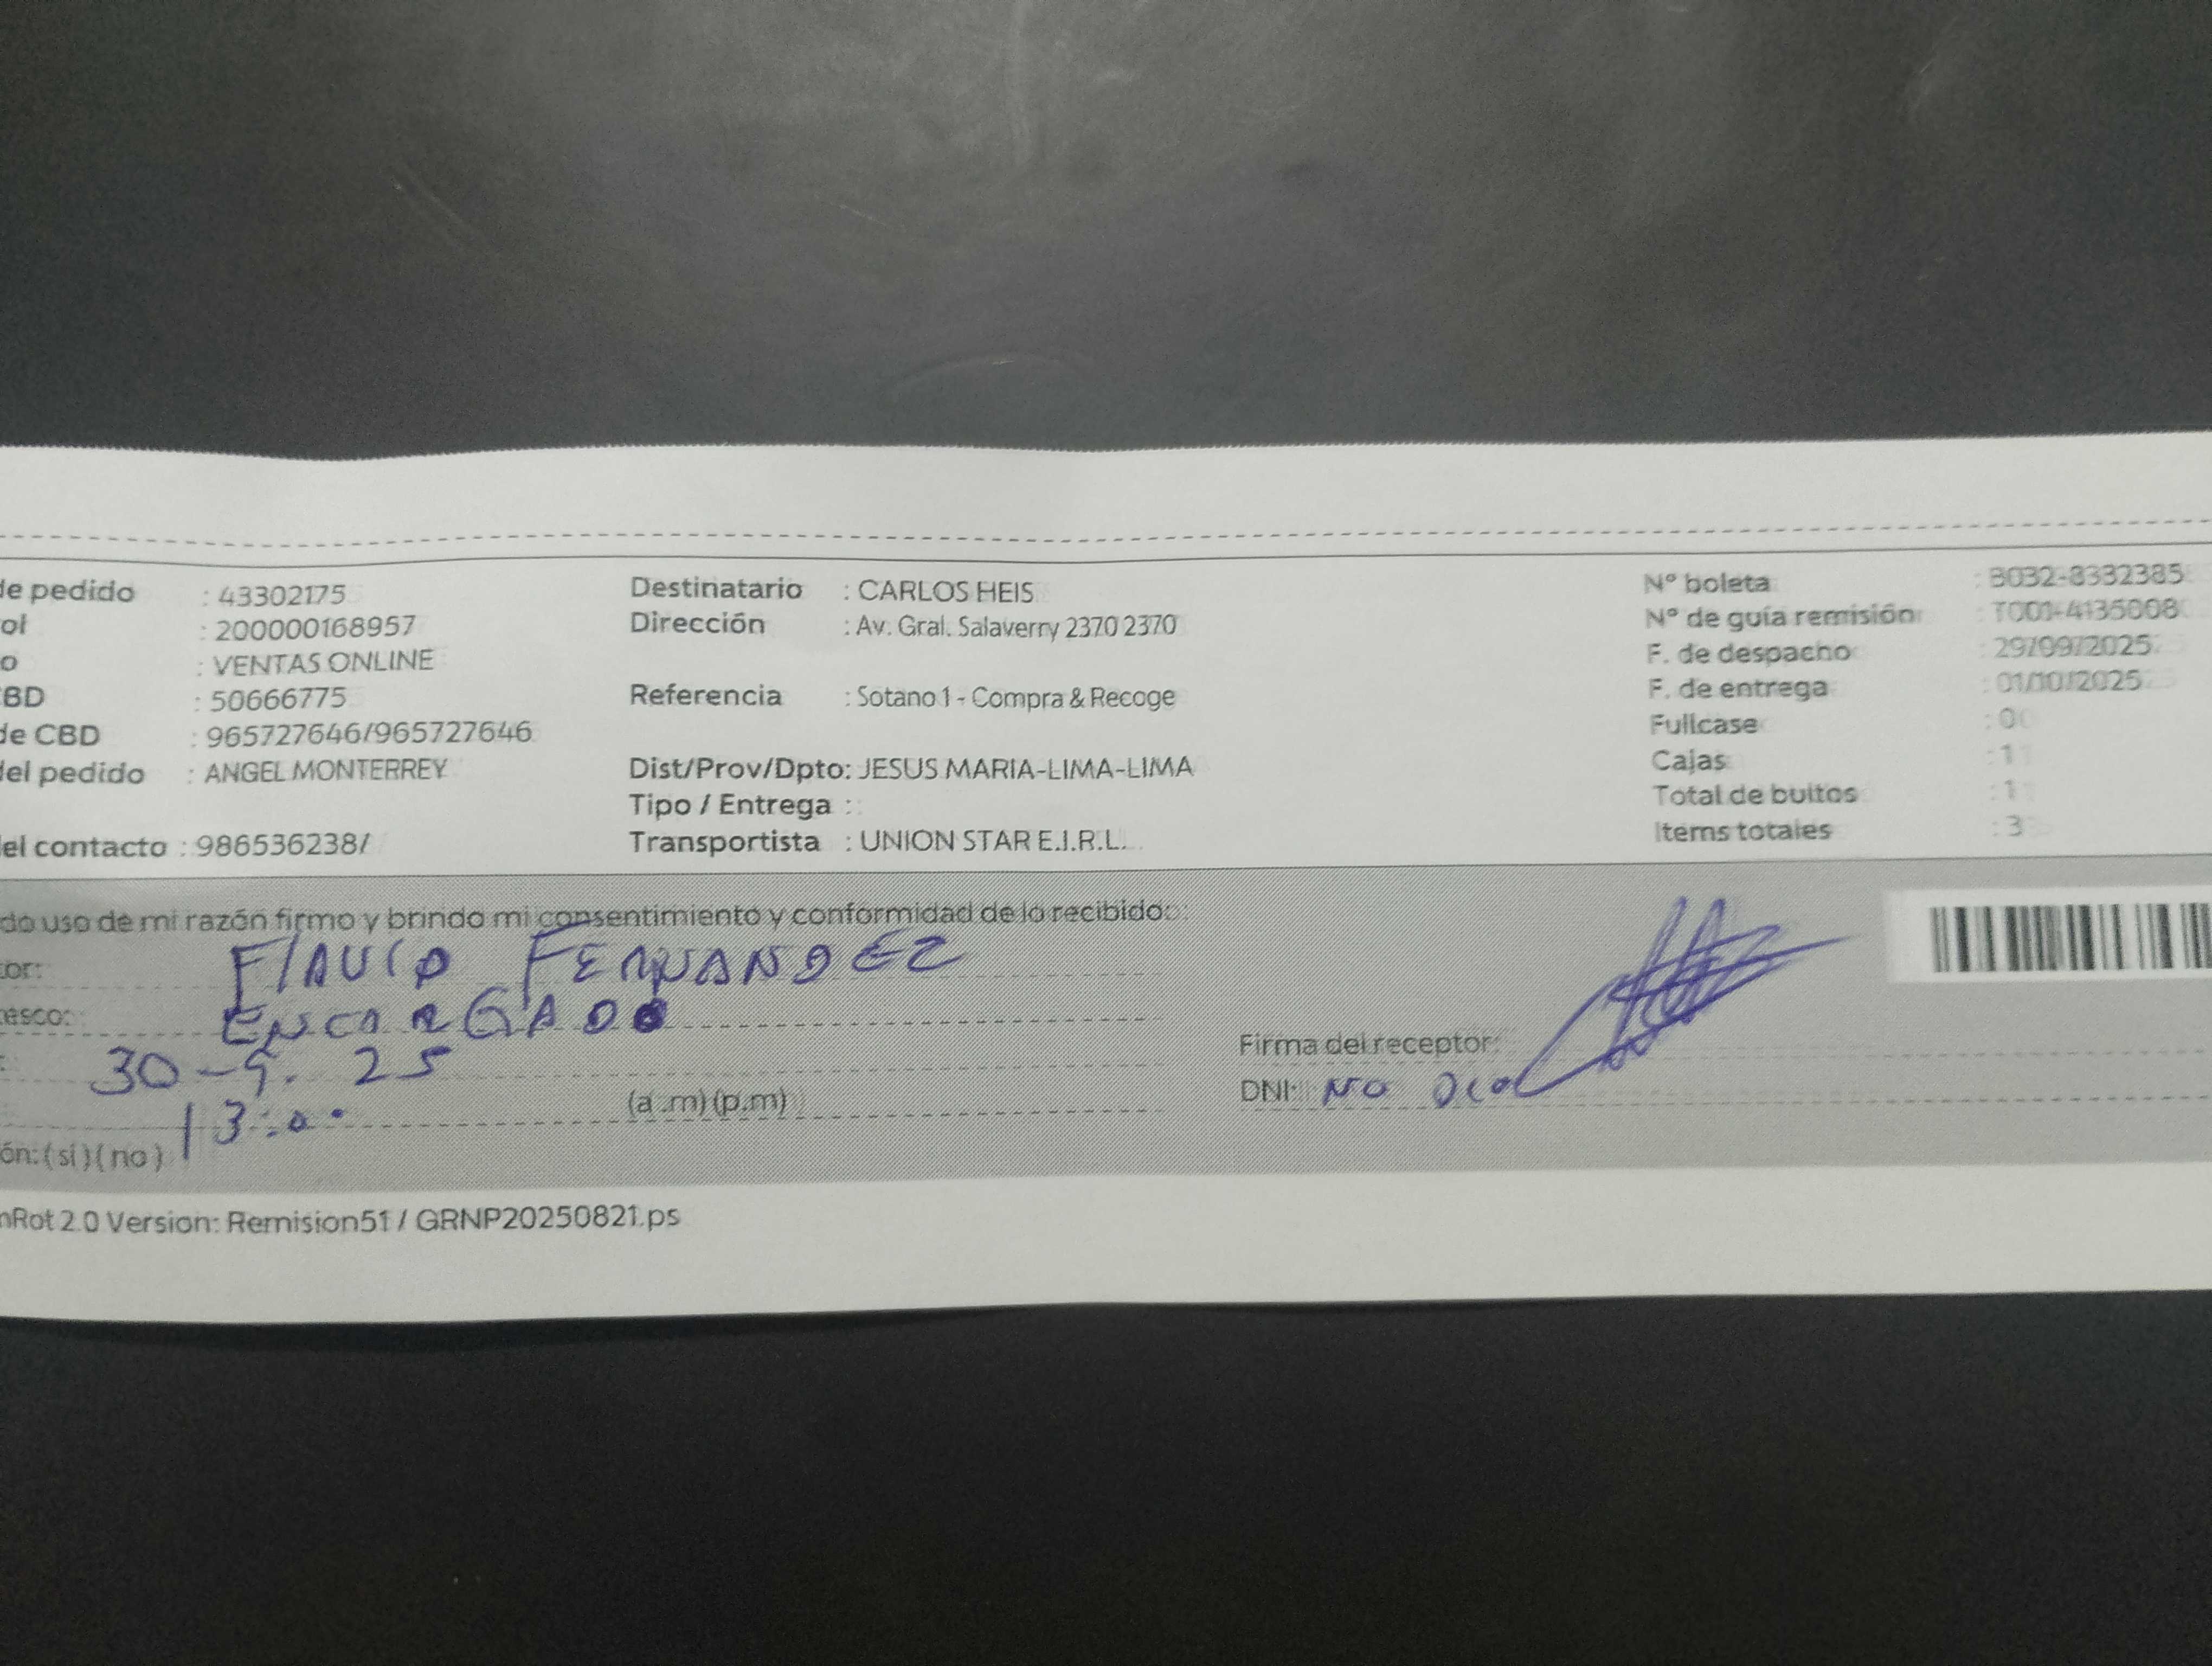 de pedido : 43302175 Destinatario : CARLOS HEIS Nº boleta : B032-8332385
ol : 200000168957 Dirección : Av. Gral. Salaverry 2370 2370 Nº de guía remisión : T001-4135008
o : VENTAS ONLINE F. de despacho : 29/09/2025
BD : 50666775 Referencia : Sotano 1 - Compra & Recoge F. de entrega : 01/10/2025
de CBD : 965727646/965727646 Fullcase : 0
del pedido : ANGEL MONTERREY Dist/Prov/Dpto: JESUS MARIA-LIMA-LIMA Cajas : 1
Tipo / Entrega : Total de bultos : 1
el contacto : 986536238/ Transportista : UNION STAR E.I.R.L. Items totales : 3
do uso de mi razón firmo y brindo mi consentimiento y conformidad de lo recibido:
tor: FLAVIO FERNANDEZ
esco: ENCARGADO
: 30-9. 25 Firma del receptor:
13:00 (a .m) (p.m) DNI: NO
ón: (si) (no)
nRot 2.0 Version: Remision51 / GRNP20250821.ps